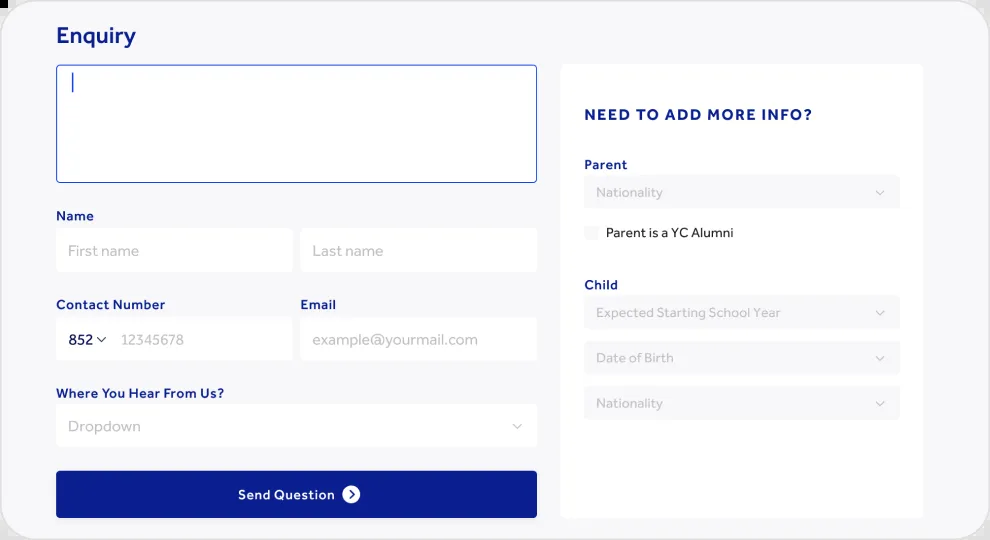 Enquiry
Name
First name
Last name
Contact Number
Email
852
12345678
example@yourmail.com
Where You Hear From Us?
Dropdown
Send Question
NEED TO ADD MORE INFO?
Parent
Nationality
Parent is a YC Alumni
Child
Expected Starting School Year
Date of Birth
Nationality